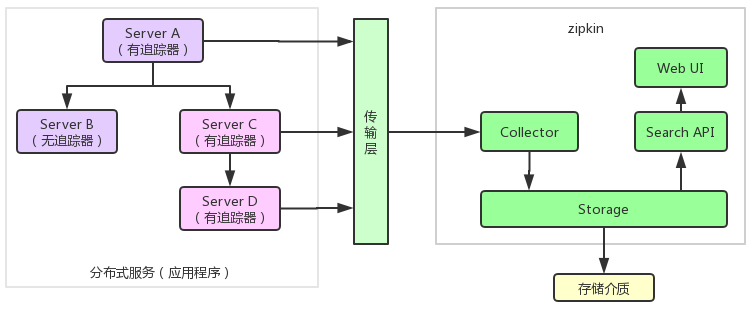 Server A
（有追踪器）
Server B
（无追踪器）
Server C
（有追踪器）
Server D
（有追踪器）
分布式服务（应用程序）
传
输
层
zipkin
Web UI
Collector
Search API
Storage
存储介质